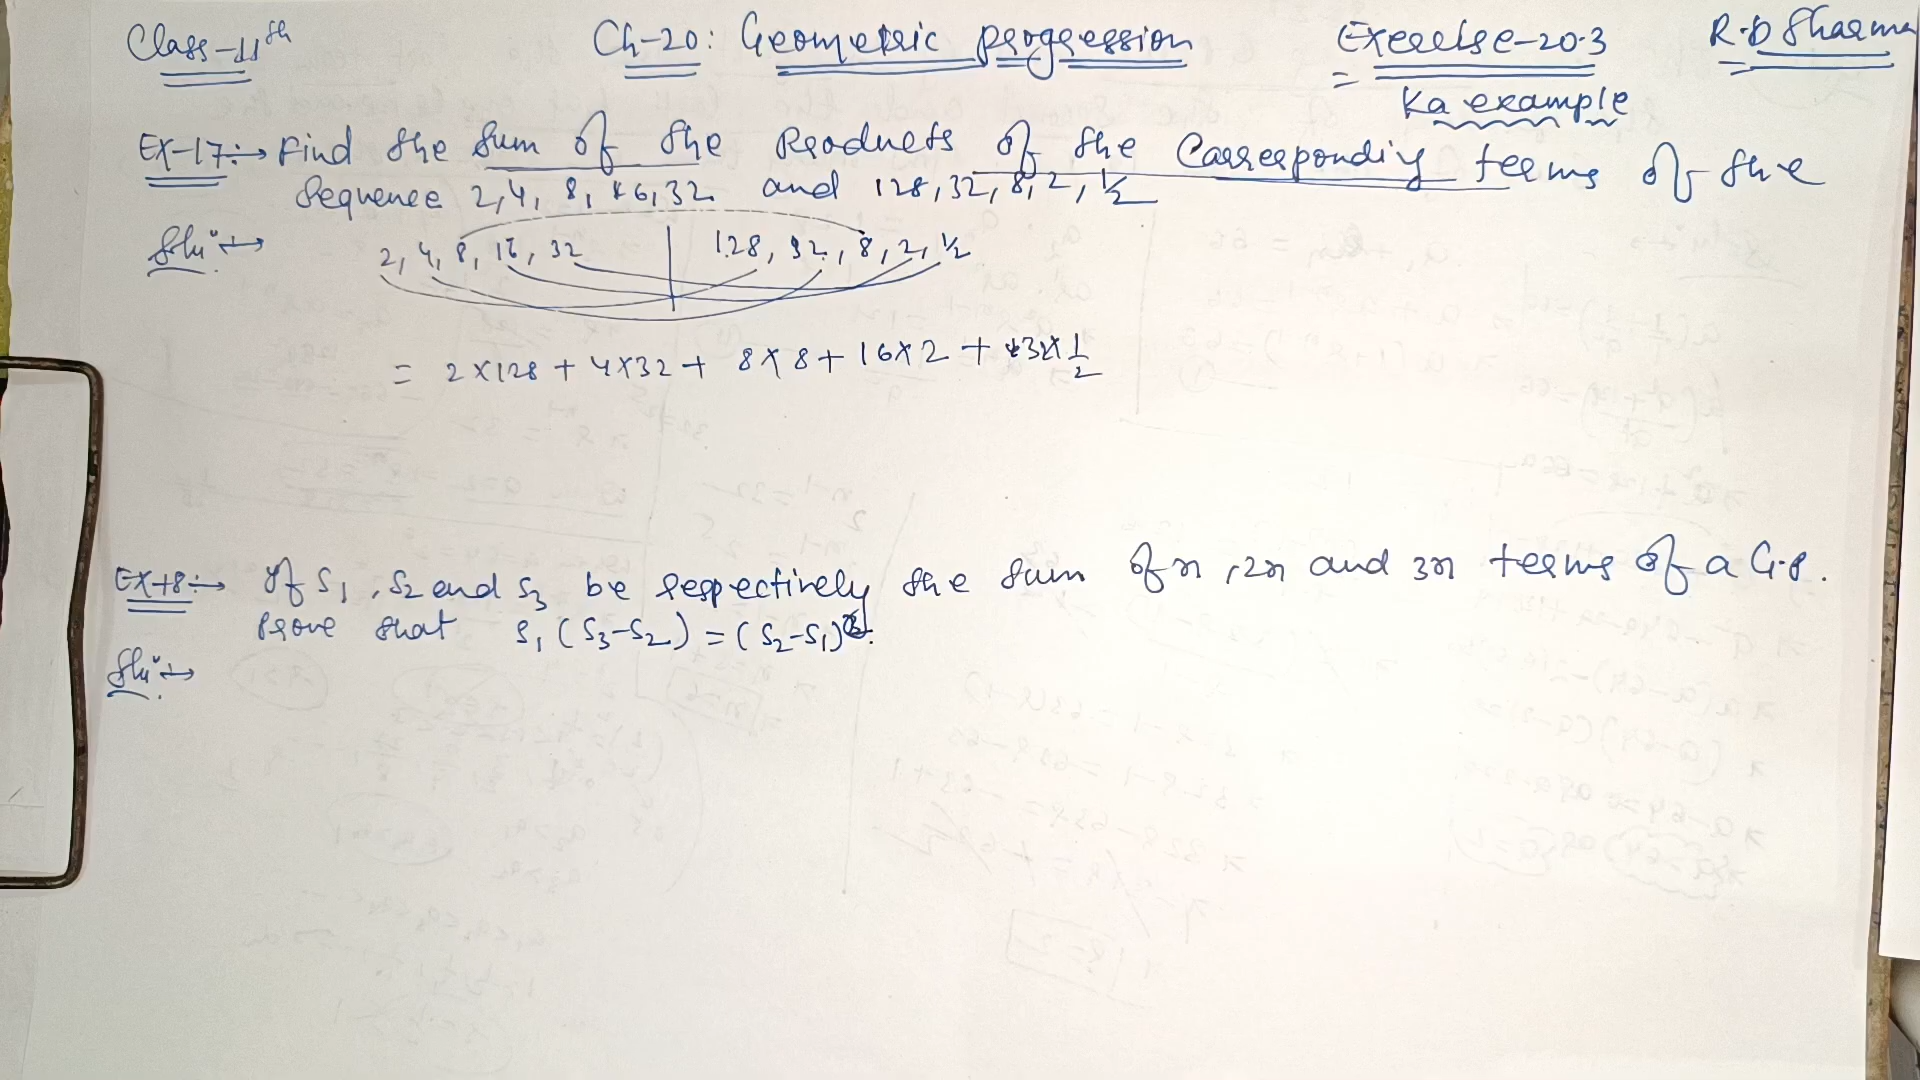 Class-11th Ch-20: Geometric progression Exercise-20.3 R.D Sharma
Ka example
EX-17:→ Find the Sum of the Products of the Corresponding terms of the
Sequence 2,4, 8, 16,32 and 128,32,8,2,½
Slu:→ 2, 4, 8, 16, 32 | 128, 32, 8, 2, ½
= 2×128 + 4×32 + 8×8 + 16×2 + 32×1/2
EX-18:→ If S₁, S₂ and S₃ be respectively the Sum of n, 2n and 3n terms of a G.P.
Prove that S₁ (S₃-S₂) = (S₂-S₁)².
Slu:→